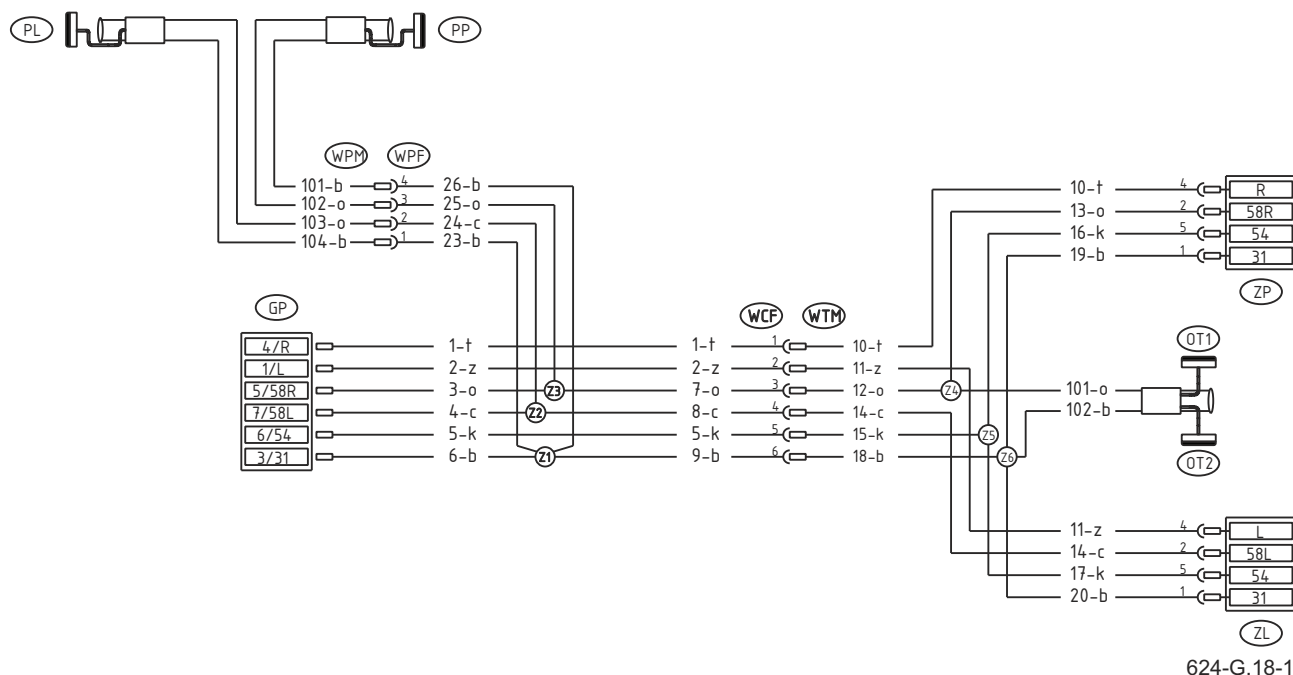 PL
PP
WPM WPF
101-b 4 26-b
102-o 3 25-o
103-o 2 24-c
104-b 1 23-b
10-t 4 R
13-o 2 58R
16-k 5 54
19-b 1 31
ZP
GP
WCF WTM
4/R 1-t 1-t 1 10-t
1/L 2-z 2-z 2 11-z
5/58R 3-o Z3 7-o 3 12-o Z4
7/58L 4-c Z2 8-c 4 14-c
6/54 5-k 5-k 5 15-k Z5
3/31 6-b Z1 9-b 6 18-b Z6
OT1
101-o
102-b
OT2
11-z 4 L
14-c 2 58L
17-k 5 54
20-b 1 31
ZL
624-G.18-1